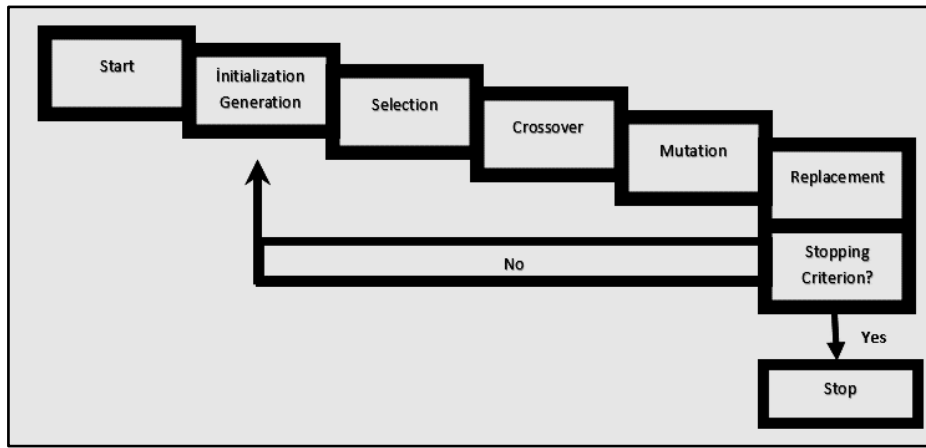 Start
İnitialization
Generation
Selection
Crossover
Mutation
Replacement
Stopping
Criterion?
No
Yes
Stop